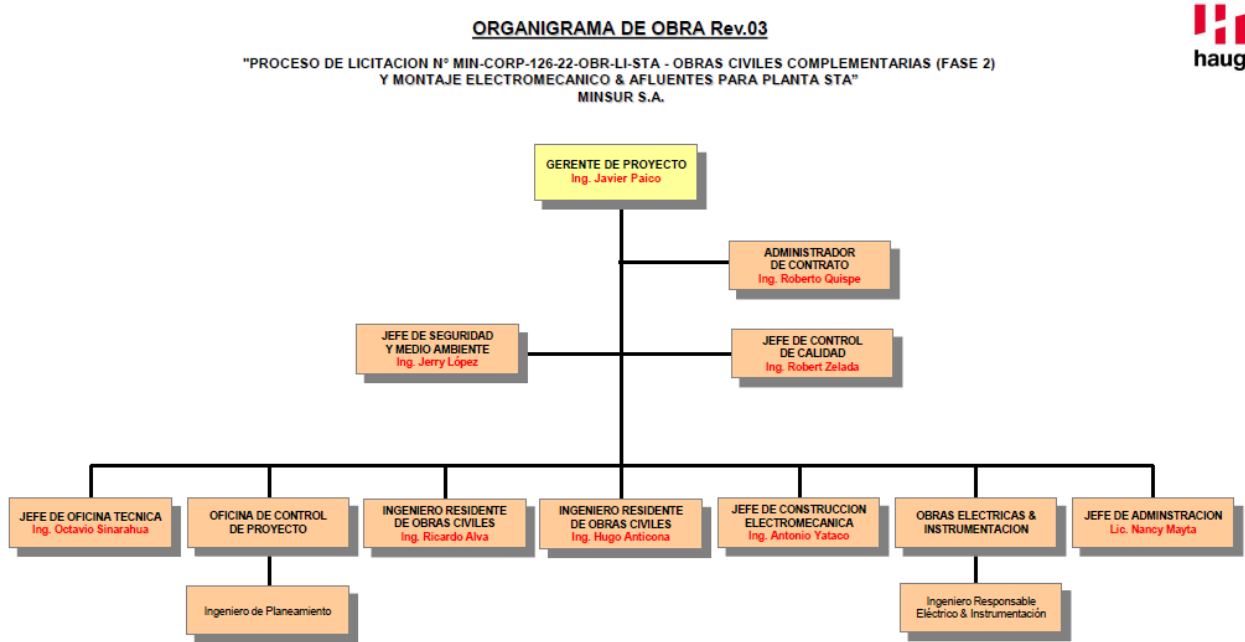 ORGANIGRAMA DE OBRA Rev.03
haug
"PROCESO DE LICITACION N° MIN-CORP-126-22-OBR-LI-STA - OBRAS CIVILES COMPLEMENTARIAS (FASE 2)
Y MONTAJE ELECTROMECANICO & AFLUENTES PARA PLANTA STA"
MINSUR S.A.
GERENTE DE PROYECTO
Ing. Javier Paico
ADMINISTRADOR
DE CONTRATO
Ing. Roberto Quispe
JEFE DE SEGURIDAD
Y MEDIO AMBIENTE
Ing. Jerry López
JEFE DE CONTROL
DE CALIDAD
Ing. Robert Zelada
JEFE DE OFICINA TECNICA
Ing. Octavio Sinarahua
OFICINA DE CONTROL
DE PROYECTO
INGENIERO RESIDENTE
DE OBRAS CIVILES
Ing. Ricardo Alva
INGENIERO RESIDENTE
DE OBRAS CIVILES
Ing. Hugo Anticona
JEFE DE CONSTRUCCION
ELECTROMECANICA
Ing. Antonio Yataco
OBRAS ELECTRICAS &
INSTRUMENTACION
JEFE DE ADMINSTRACION
Lic. Nancy Mayta
Ingeniero de Planeamiento
Ingeniero Responsable
Eléctrico & Instrumentación